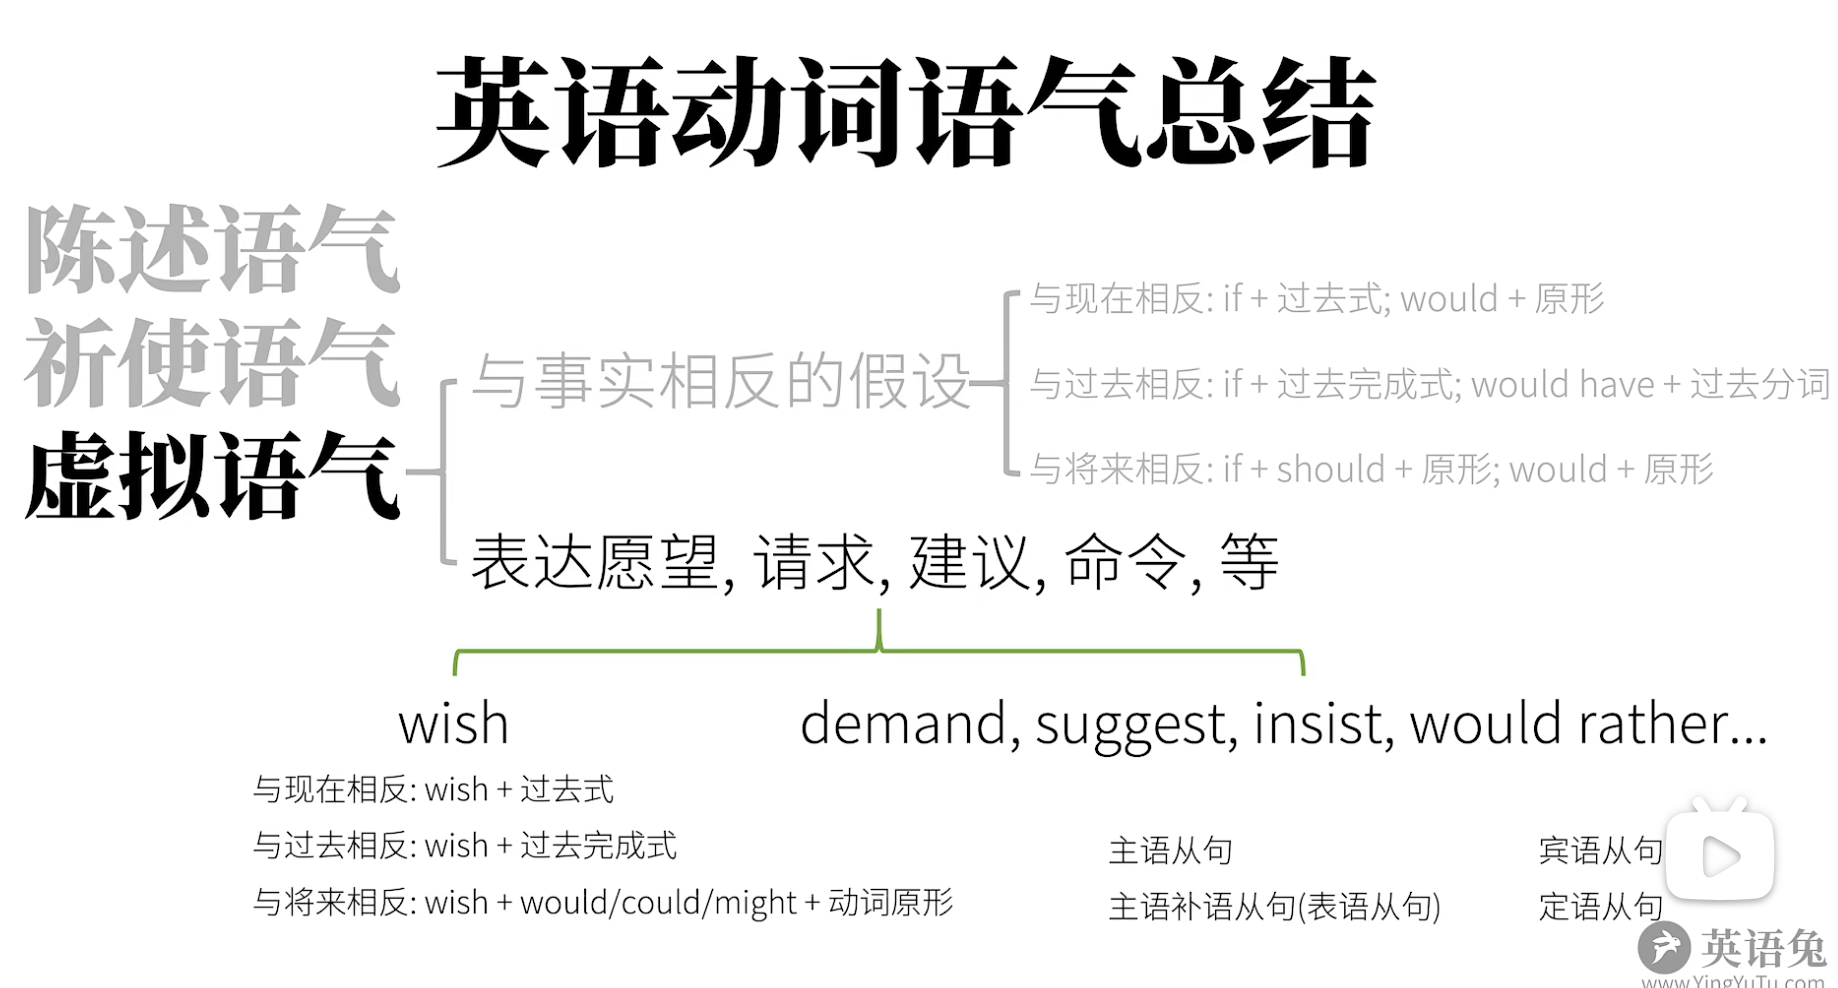 英语动词语气总结
陈述语气
祈使语气
虚拟语气
与事实相反的假设
与现在相反: if + 过去式; would + 原形
与过去相反: if + 过去完成式; would have + 过去分词
与将来相反: if + should + 原形; would + 原形
表达愿望, 请求, 建议, 命令, 等
wish
与现在相反: wish + 过去式
与过去相反: wish + 过去完成式
与将来相反: wish + would/could/might + 动词原形
demand, suggest, insist, would rather...
主语从句
宾语从句
主语补语从句(表语从句)
定语从句
英语兔
www.YingYuTu.com